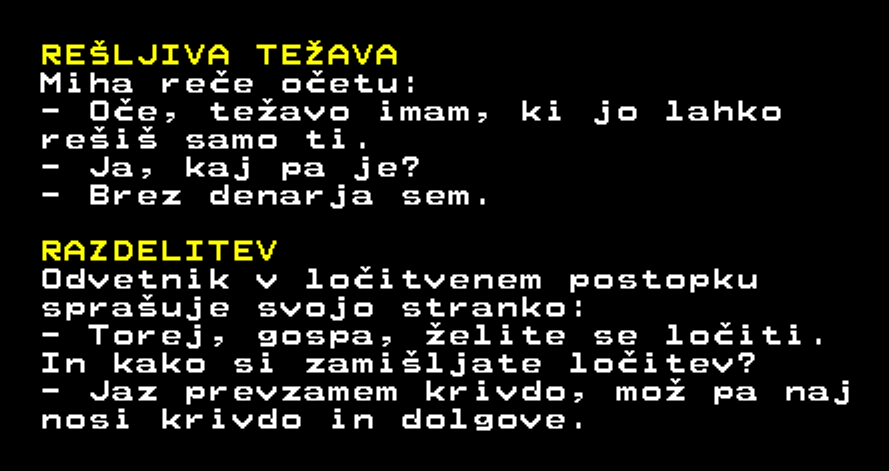 REŠLJIVA TEŽAVA
Miha reče očetu:
- Oče, težavo imam, ki jo lahko
rešiš samo ti.
- Ja, kaj pa je?
- Brez denarja sem.
RAZDELITEV
Odvetnik v ločitvenem postopku
sprašuje svojo stranko:
- Torej, gospa, želite se ločiti.
In kako si zamišljate ločitev?
- Jaz prevzamem krivdo, mož pa naj
nosi krivdo in dolgove.